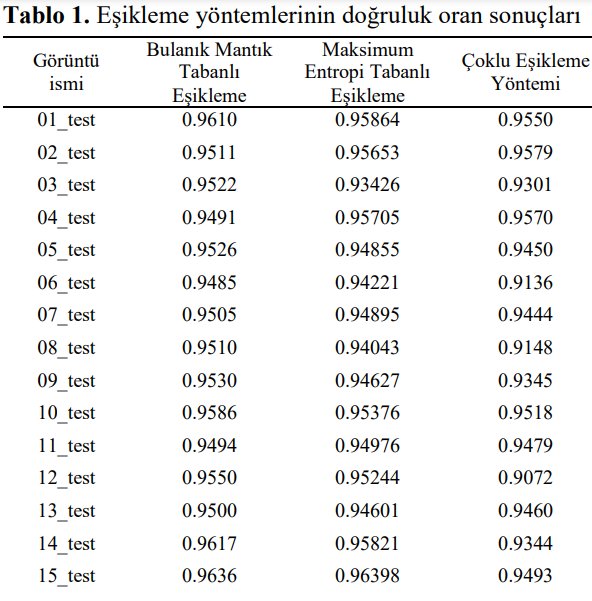 Tablo 1. Eşikleme yöntemlerinin doğruluk oran sonuçları
Görüntü ismi Bulanık Mantık Tabanlı Eşikleme Maksimum Entropi Tabanlı Eşikleme Çoklu Eşikleme Yöntemi
01_test 0.9610 0.95864 0.9550
02_test 0.9511 0.95653 0.9579
03_test 0.9522 0.93426 0.9301
04_test 0.9491 0.95705 0.9570
05_test 0.9526 0.94855 0.9450
06_test 0.9485 0.94221 0.9136
07_test 0.9505 0.94895 0.9444
08_test 0.9510 0.94043 0.9148
09_test 0.9530 0.94627 0.9345
10_test 0.9586 0.95376 0.9518
11_test 0.9494 0.94976 0.9479
12_test 0.9550 0.95244 0.9072
13_test 0.9500 0.94601 0.9460
14_test 0.9617 0.95821 0.9344
15_test 0.9636 0.96398 0.9493